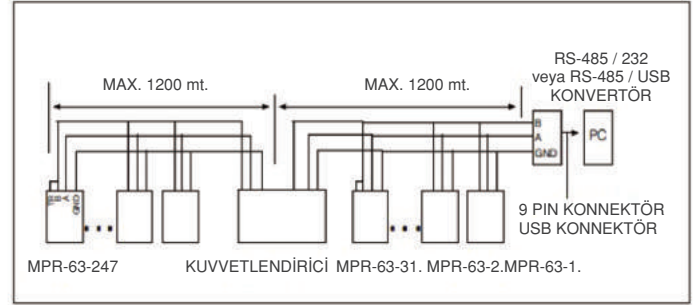 RS-485 / 232
veya RS-485 / USB
KONVERTÖR
MAX. 1200 mt.
MAX. 1200 mt.
B
A
GND
PC
A
GND
9 PIN KONNEKTÖR
USB KONNEKTÖR
MPR-63-247
KUVVETLENDİRİCİ
MPR-63-31.
MPR-63-2.
MPR-63-1.